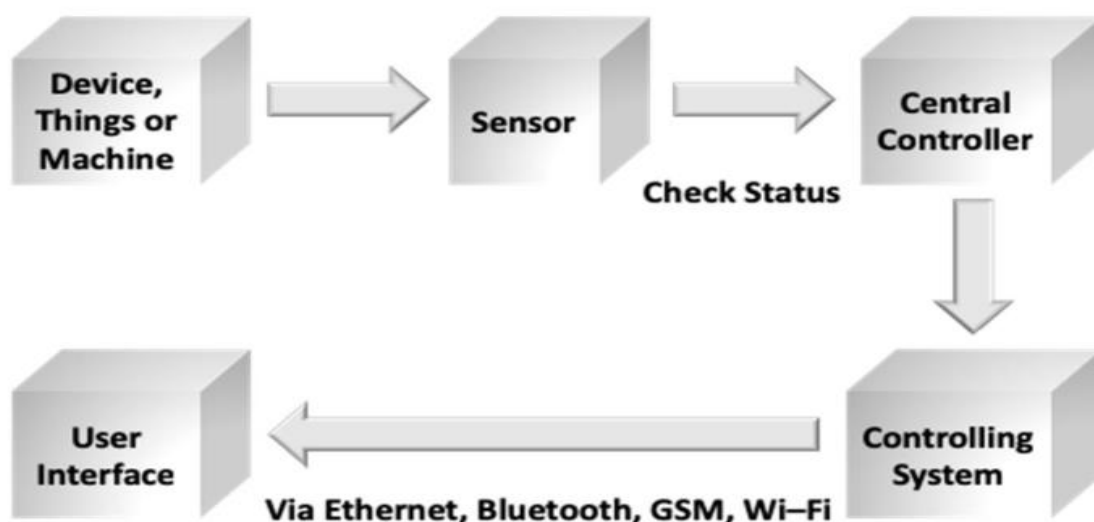 Device,
Things or
Machine
Sensor
Check Status
Central
Controller
User
Interface
Via Ethernet, Bluetooth, GSM, Wi–Fi
Controlling
System